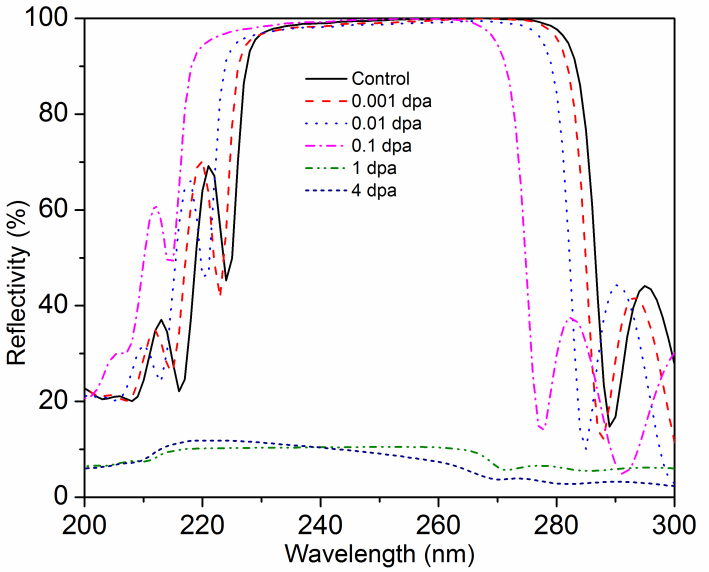 100
80
60
40
20
0
Reflectivity (%)
Control
0.001 dpa
0.01 dpa
0.1 dpa
1 dpa
4 dpa
200 220 240 260 280 300
Wavelength (nm)